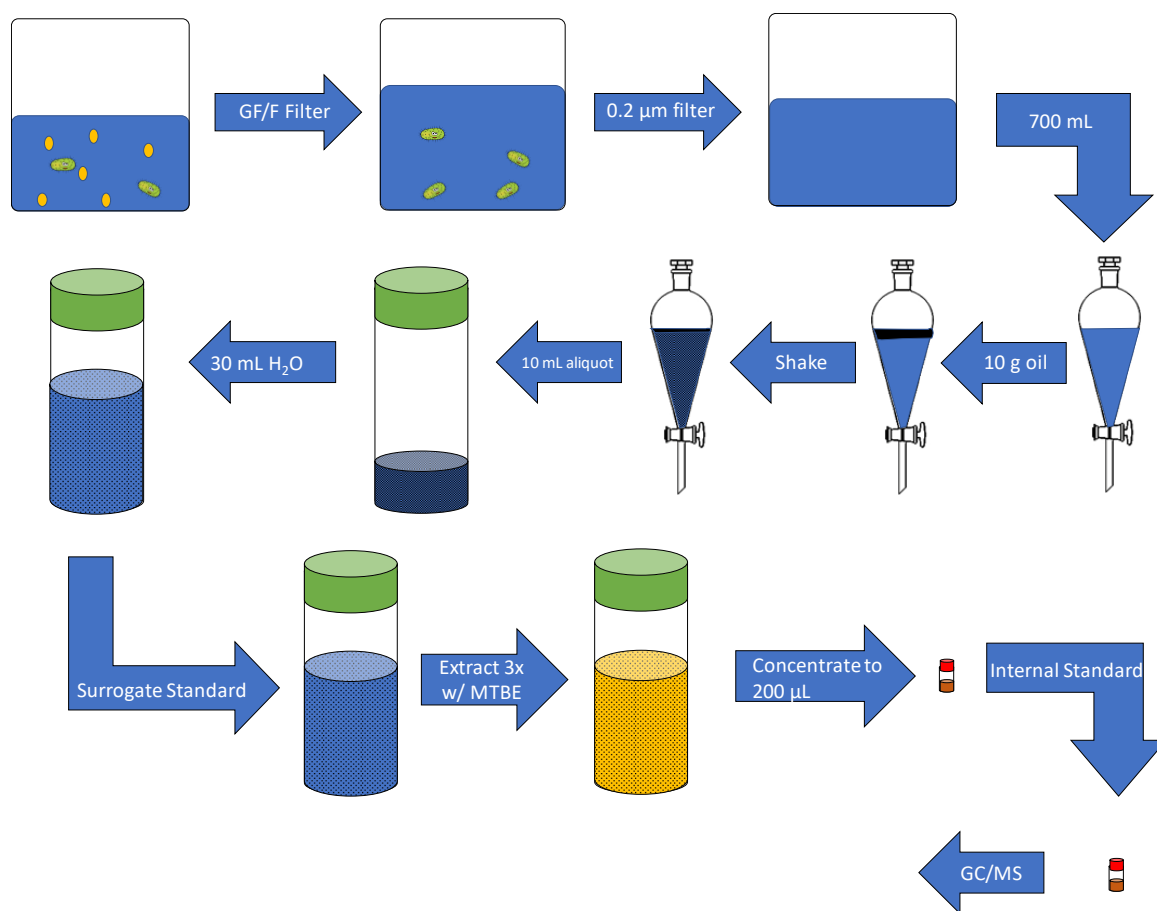 GF/F Filter
0.2 µm filter
700 mL
10 g oil
Shake
10 mL aliquot
30 mL H₂O
Surrogate Standard
Extract 3x
w/ MTBE
Concentrate to
200 µL
Internal Standard
GC/MS